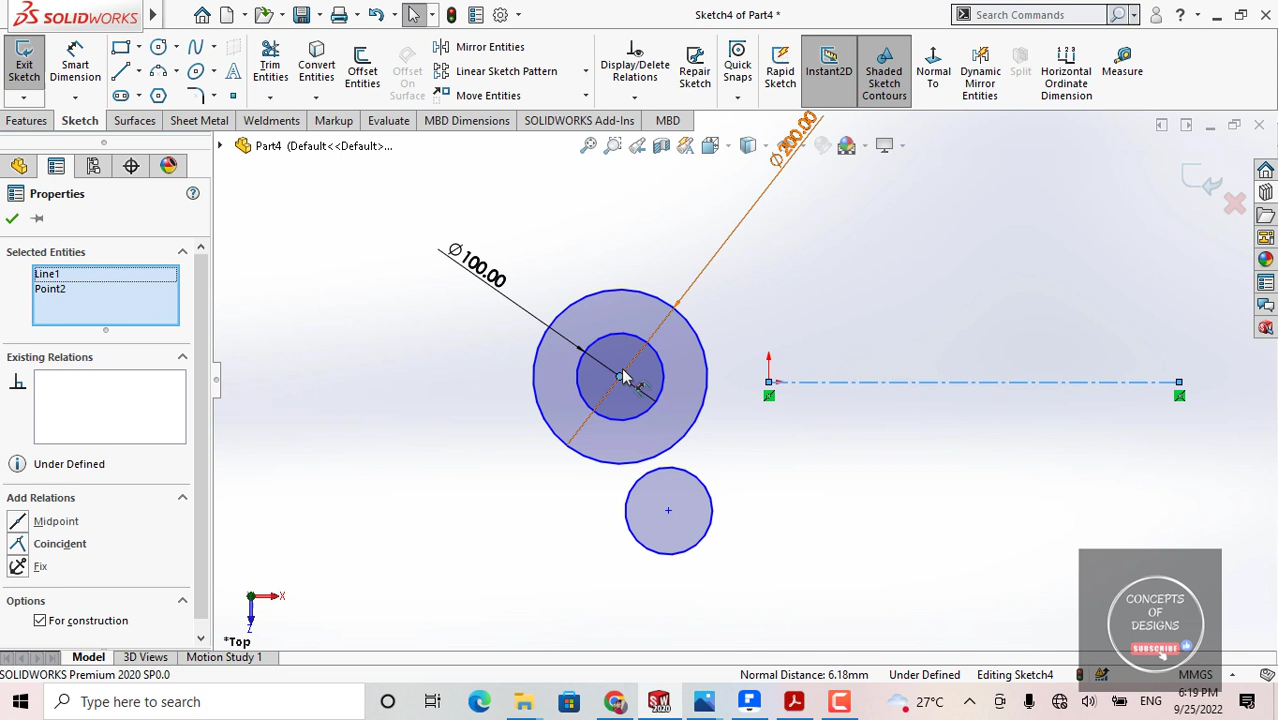 SOLIDWORKS
Sketch4 of Part4 *
Search Commands
Exit Sketch
Smart Dimension
Trim Entities
Convert Entities
Offset Entities
Offset On Surface
Mirror Entities
Linear Sketch Pattern
Move Entities
Display/Delete Relations
Repair Sketch
Quick Snaps
Rapid Sketch
Instant2D
Shaded Sketch Contours
Normal To
Dynamic Mirror Entities
Split
Horizontal Ordinate Dimension
Measure
Features
Sketch
Surfaces
Sheet Metal
Weldments
Markup
Evaluate
MBD Dimensions
SOLIDWORKS Add-Ins
MBD
Part4 (Default<<Default>...
Properties
Selected Entities
Line1
Point2
Existing Relations
Under Defined
Add Relations
Midpoint
Coincident
Fix
Options
For construction
Ø200.00
Ø100.00
X
Z
*Top
CONCEPTS
OF
DESIGNS
SUBSCRIBE
Model
3D Views
Motion Study 1
SOLIDWORKS Premium 2020 SP0.0
Normal Distance: 6.18mm
Under Defined
Editing Sketch4
MMGS
Type here to search
SW
2020
27°C
ENG
6:19 PM
9/25/2022